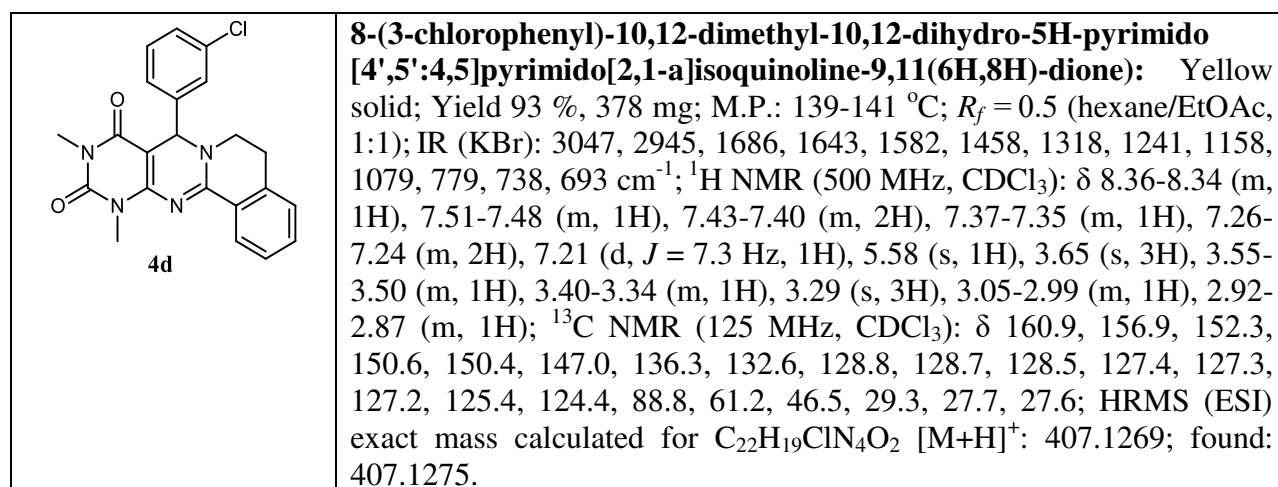 Cl
O
N
N
O
N
N
4d
8-(3-chlorophenyl)-10,12-dimethyl-10,12-dihydro-5H-pyrimido
[4',5':4,5]pyrimido[2,1-a]isoquinoline-9,11(6H,8H)-dione): Yellow
solid; Yield 93 %, 378 mg; M.P.: 139-141 °C; Rf = 0.5 (hexane/EtOAc,
1:1); IR (KBr): 3047, 2945, 1686, 1643, 1582, 1458, 1318, 1241, 1158,
1079, 779, 738, 693 cm⁻¹; ¹H NMR (500 MHz, CDCl₃): δ 8.36-8.34 (m,
1H), 7.51-7.48 (m, 1H), 7.43-7.40 (m, 2H), 7.37-7.35 (m, 1H), 7.26-
7.24 (m, 2H), 7.21 (d, J = 7.3 Hz, 1H), 5.58 (s, 1H), 3.65 (s, 3H), 3.55-
3.50 (m, 1H), 3.40-3.34 (m, 1H), 3.29 (s, 3H), 3.05-2.99 (m, 1H), 2.92-
2.87 (m, 1H); ¹³C NMR (125 MHz, CDCl₃): δ 160.9, 156.9, 152.3,
150.6, 150.4, 147.0, 136.3, 132.6, 128.8, 128.7, 128.5, 127.4, 127.3,
127.2, 125.4, 124.4, 88.8, 61.2, 46.5, 29.3, 27.7, 27.6; HRMS (ESI)
exact mass calculated for C₂₂H₁₉ClN₄O₂ [M+H]⁺: 407.1269; found:
407.1275.